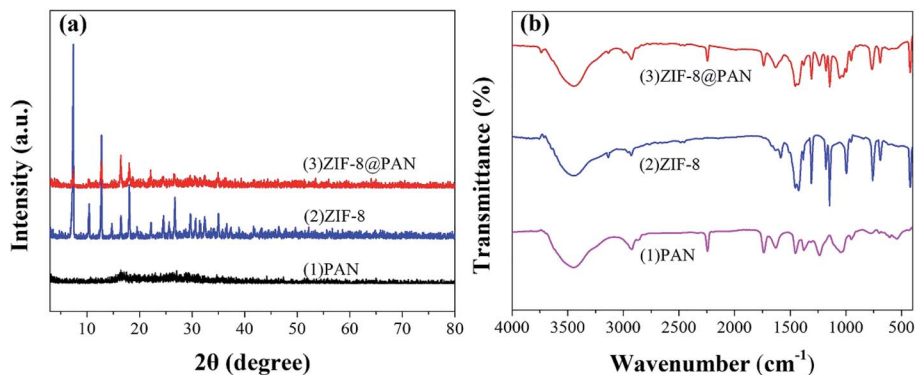 (a)
(3)ZIF-8@PAN
(2)ZIF-8
(1)PAN
Intensity (a.u.)
10 20 30 40 50 60 70 80
2θ (degree)
(b)
(3)ZIF-8@PAN
(2)ZIF-8
(1)PAN
Transmittance (%)
4000 3500 3000 2500 2000 1500 1000 500
Wavenumber (cm⁻¹)